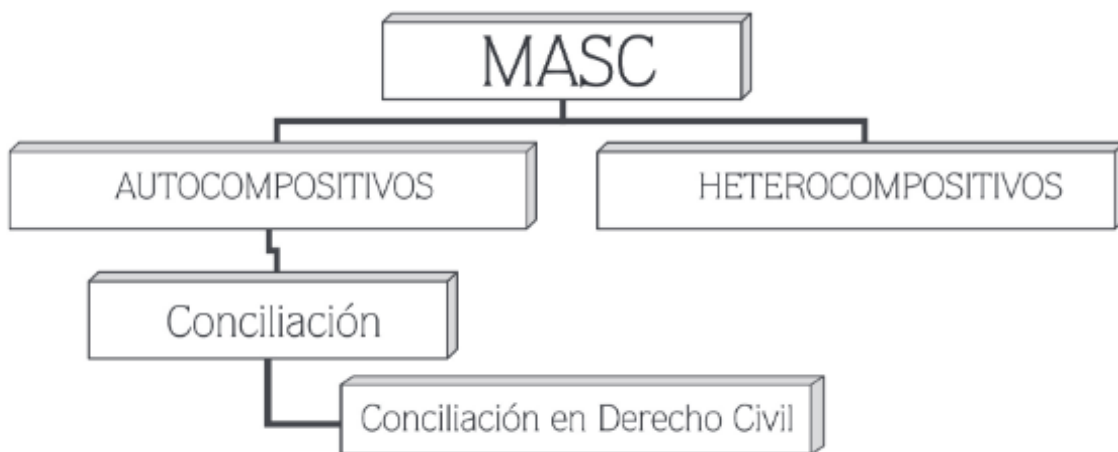 MASC
AUTOCOMPOSITIVOS
HETEROCOMPOSITIVOS
Conciliación
Conciliación en Derecho Civil